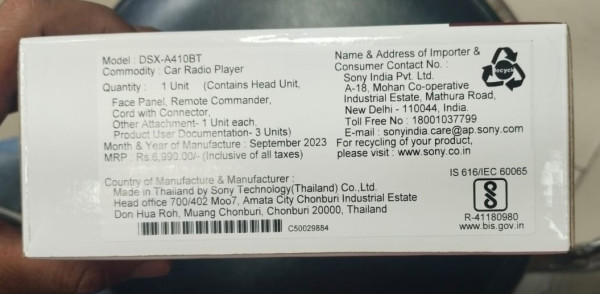 Model : DSX-A410BT
Commodity : Car Radio Player
Quantity : 1 Unit (Contains Head Unit,
Face Panel, Remote Commander,
Cord with Connector,
Other Attachment- 1 Unit each,
Product User Documentation- 3 Units)
Month & Year of Manufacture : September 2023
MRP : Rs.6,990.00/- (Inclusive of all taxes)
Name & Address of Importer &
Consumer Contact No. :
Sony India Pvt. Ltd.
A-18, Mohan Co-operative
Industrial Estate, Mathura Road,
New Delhi - 110044, India.
Toll Free No : 18001037799
E-mail : sonyindia.care@ap.sony.com
For recycling of your product,
please visit : www.sony.co.in
Recycle
Country of Manufacture & Manufacturer :
Made in Thailand by Sony Technology(Thailand) Co.,Ltd.
Head office 700/402 Moo7, Amata City Chonburi Industrial Estate
Don Hua Roh, Muang Chonburi, Chonburi 20000, Thailand
C50029884
IS 616/IEC 60065
R-41180980
www.bis.gov.in